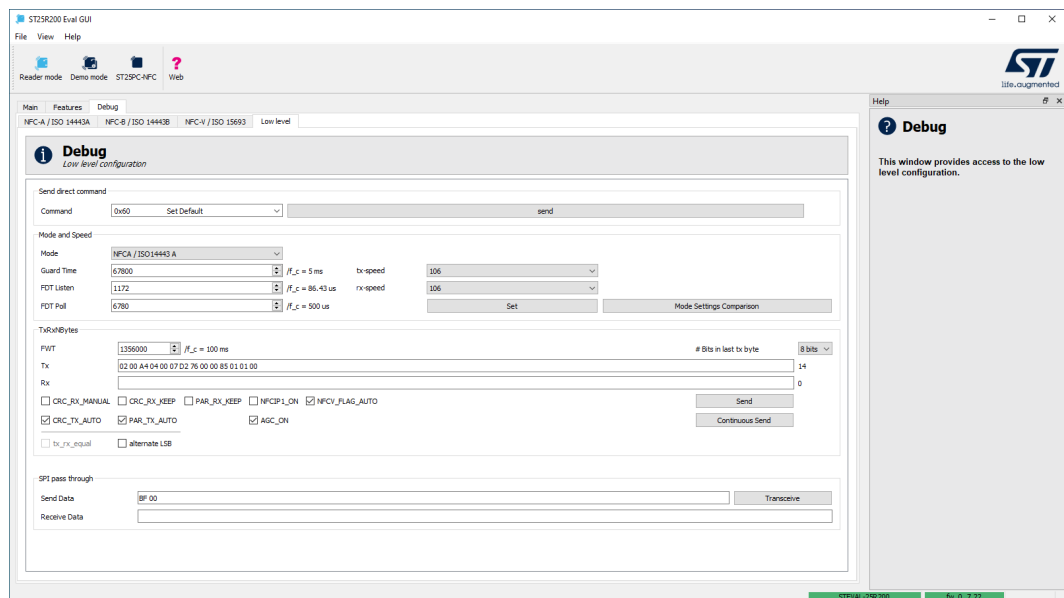 ST25R200 Eval GUI
File View Help
Reader mode Demo mode ST25PC-NFC Web
life.augmented
Main Features Debug
NFC-A / ISO 14443A NFC-B / ISO 14443B NFC-V / ISO 15693 Low level
Debug
Low level configuration
Send direct command
Command 0x60 Set Default send
Mode and Speed
Mode NFCA / ISO14443 A
Guard Time 67800 /f_c = 5 ms tx-speed 106
FDT Listen 1172 /f_c = 86.43 us rx-speed 106
FDT Poll 6780 /f_c = 500 us Set Mode Settings Comparison
TxRxNBytes
FWT 1356000 /f_c = 100 ms # Bits in last tx byte 8 bits
Tx 02 00 A4 04 00 07 D2 76 00 00 85 01 01 00 14
Rx 0
CRC_RX_MANUAL CRC_RX_KEEP PAR_RX_KEEP NFCIP1_ON NFCV_FLAG_AUTO Send
CRC_TX_AUTO PAR_TX_AUTO AGC_ON Continuous Send
tx_rx_equal alternate LSB
SPI pass through
Send Data BF 00 Transceive
Receive Data
Help
Debug
This window provides access to the low
level configuration.
STEVAL-25R200 fw 0.7.22